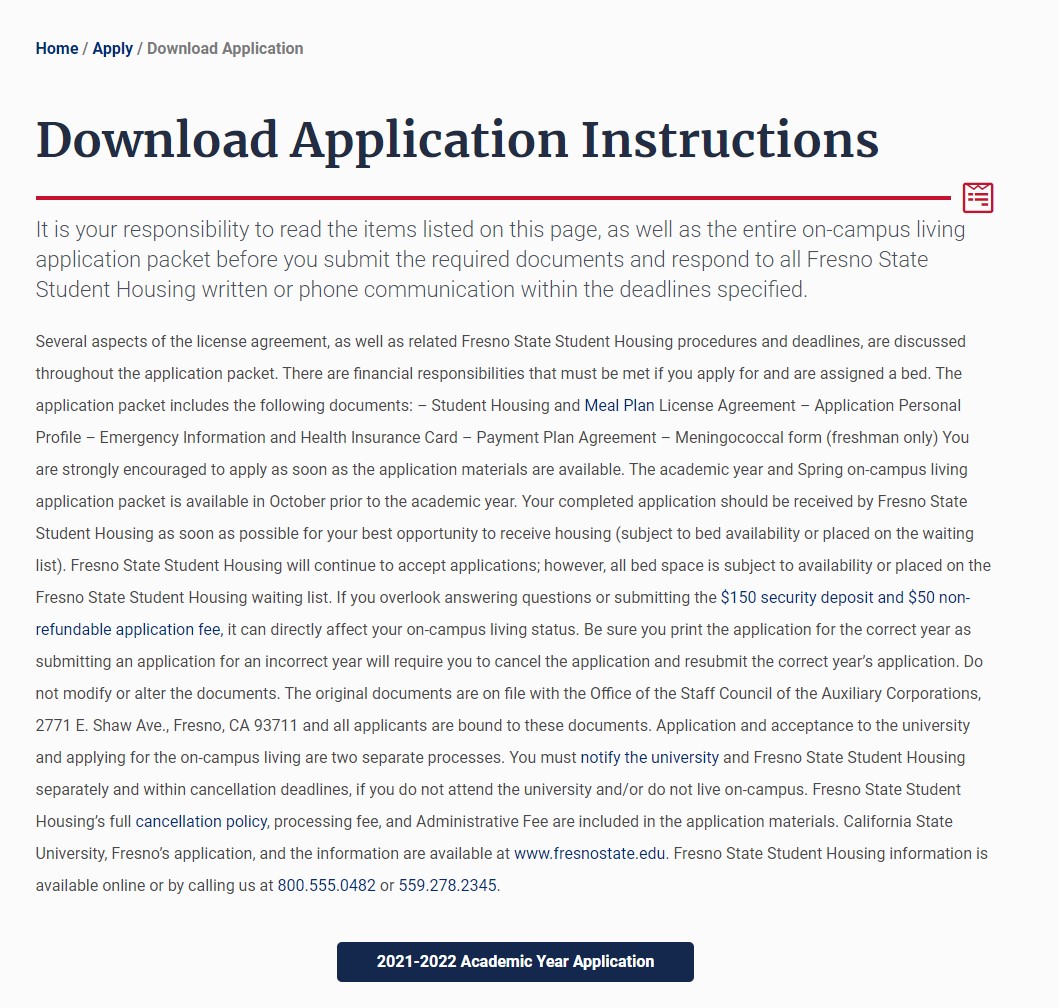 Home / Apply / Download Application
Download Application Instructions
It is your responsibility to read the items listed on this page, as well as the entire on-campus living
application packet before you submit the required documents and respond to all Fresno State
Student Housing written or phone communication within the deadlines specified.
Several aspects of the license agreement, as well as related Fresno State Student Housing procedures and deadlines, are discussed
throughout the application packet. There are financial responsibilities that must be met if you apply for and are assigned a bed. The
application packet includes the following documents: – Student Housing and Meal Plan License Agreement – Application Personal
Profile – Emergency Information and Health Insurance Card – Payment Plan Agreement – Meningococcal form (freshman only) You
are strongly encouraged to apply as soon as the application materials are available. The academic year and Spring on-campus living
application packet is available in October prior to the academic year. Your completed application should be received by Fresno State
Student Housing as soon as possible for your best opportunity to receive housing (subject to bed availability or placed on the waiting
list). Fresno State Student Housing will continue to accept applications; however, all bed space is subject to availability or placed on the
Fresno State Student Housing waiting list. If you overlook answering questions or submitting the $150 security deposit and $50 non-
refundable application fee, it can directly affect your on-campus living status. Be sure you print the application for the correct year as
submitting an application for an incorrect year will require you to cancel the application and resubmit the correct year’s application. Do
not modify or alter the documents. The original documents are on file with the Office of the Staff Council of the Auxiliary Corporations,
2771 E. Shaw Ave., Fresno, CA 93711 and all applicants are bound to these documents. Application and acceptance to the university
and applying for the on-campus living are two separate processes. You must notify the university and Fresno State Student Housing
separately and within cancellation deadlines, if you do not attend the university and/or do not live on-campus. Fresno State Student
Housing’s full cancellation policy, processing fee, and Administrative Fee are included in the application materials. California State
University, Fresno’s application, and the information are available at www.fresnostate.edu. Fresno State Student Housing information is
available online or by calling us at 800.555.0482 or 559.278.2345.
2021-2022 Academic Year Application